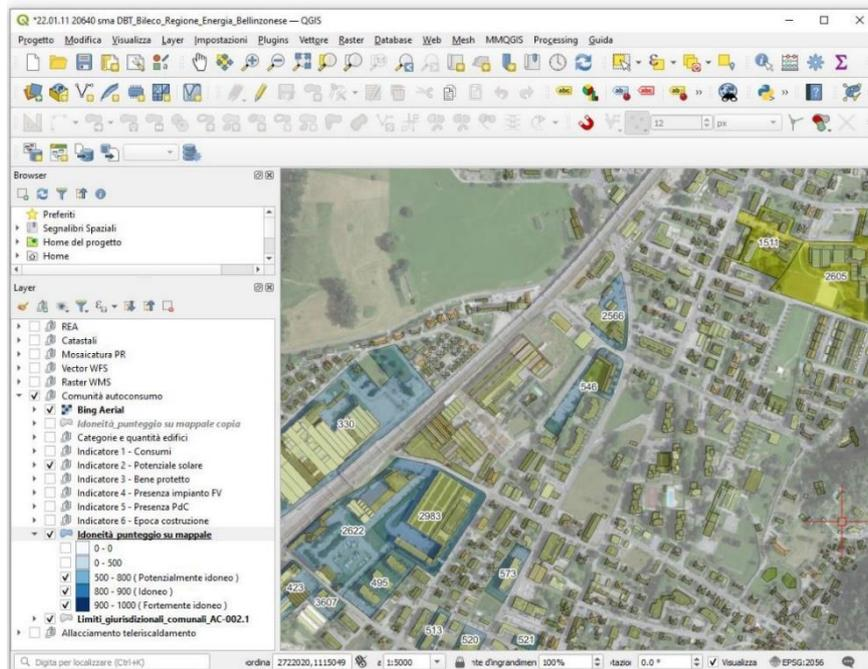 *22.01.11 20640 sma DBT_Bileco_Regione_Energia_Bellinzonese — QGIS
Progetto Modifica Visualizza Layer Impostazioni Plugins Vettore Raster Database Web Mesh MMQGIS Processing Guida
abc abc abc
12 px
Browser
Preferiti
Segnalibri Spaziali
Home del progetto
Home
Layer
REA
Catastali
Mosaicatura PR
Vector WFS
Raster WMS
Comunità autoconsumo
Bing Aerial
Idoneità_punteggio su mappale copia
Categorie e quantità edifici
Indicatore 1 - Consumi
Indicatore 2 - Potenziale solare
Indicatore 3 - Bene protetto
Indicatore 4 - Presenza impianto FV
Indicatore 5 - Presenza PdC
Indicatore 6 - Epoca costruzione
Idoneità_punteggio su mappale
0 - 0
0 - 500
500 - 800 ( Potenzialmente idoneo )
800 - 900 ( Idoneo )
900 - 1000 ( Fortemente idoneo )
Limiti_giurisdizionali_comunali_AC-002.1
Allacciamento teleriscaldamento
1511
2605
2566
546
330
2983
2622
495
573
423
3607
513
520
521
Digita per localizzare (Ctrl+K) ordina 2722020,1115049 1:5000 nte d'ingrandimen 100% 0.0 ° Visualizza EPSG:2056